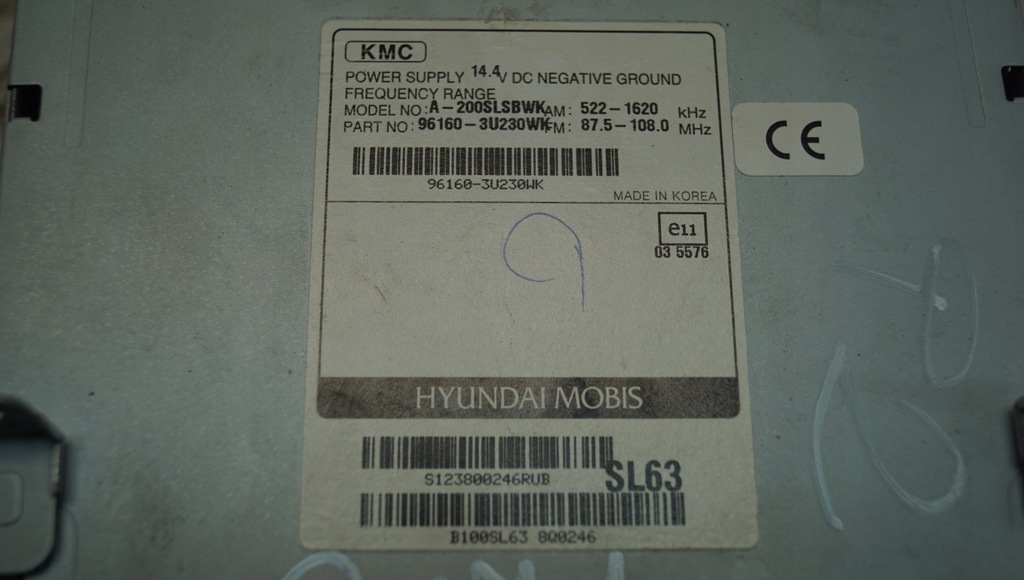 KMC
POWER SUPPLY 14.4V DC NEGATIVE GROUND
FREQUENCY RANGE
MODEL NO: A-200SLSBWK AM: 522-1620 kHz
PART NO: 96160-3U230WK FM: 87.5-108.0 MHz
96160-3U230WK
MADE IN KOREA
CE
e11
03 5576
9
HYUNDAI MOBIS
S123800246RUB
SL63
B100SL63 8Q0246